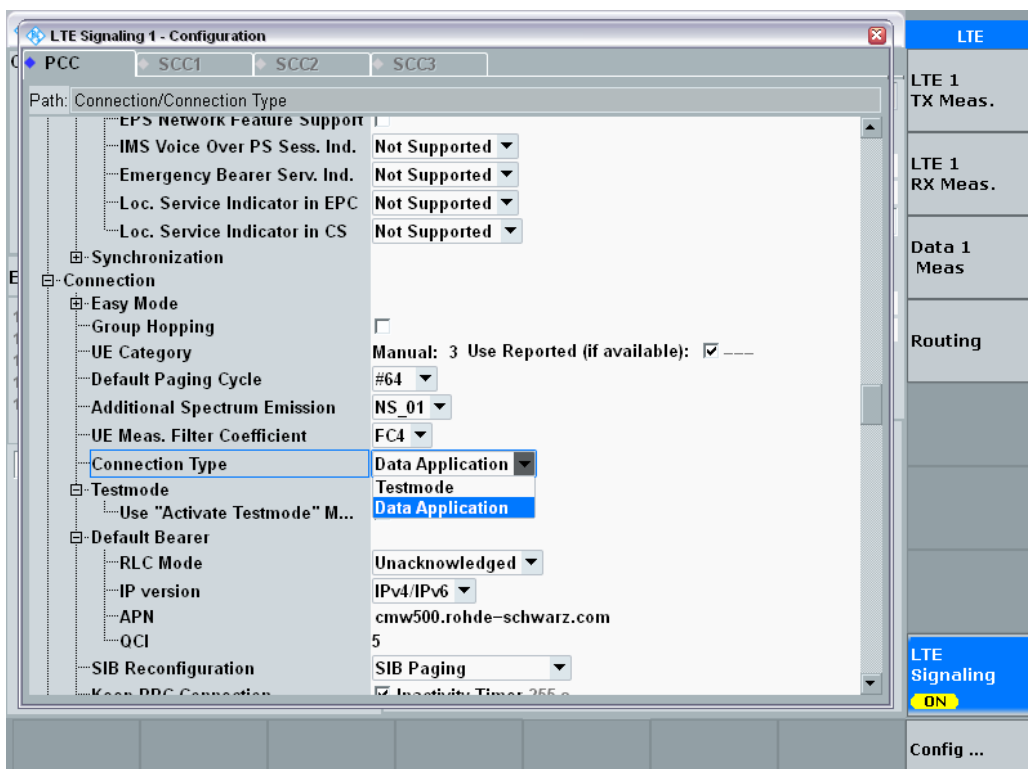 LTE Signaling 1 - Configuration
LTE
PCC SCC1 SCC2 SCC3
LTE 1
TX Meas.
Path: Connection/Connection Type
EPS Network Feature Support
IMS Voice Over PS Sess. Ind. Not Supported
Emergency Bearer Serv. Ind. Not Supported
LTE 1
RX Meas.
Loc. Service Indicator in EPC Not Supported
Loc. Service Indicator in CS Not Supported
Data 1
Meas
Synchronization
Connection
Easy Mode
Group Hopping
Routing
UE Category Manual: 3 Use Reported (if available): ---
Default Paging Cycle #64
Additional Spectrum Emission NS_01
UE Meas. Filter Coefficient FC4
Connection Type Data Application
Testmode
Data Application
Testmode
Use "Activate Testmode" M...
Default Bearer
RLC Mode Unacknowledged
IP version IPv4/IPv6
APN cmw500.rohde-schwarz.com
QCI 5
SIB Reconfiguration SIB Paging
Keep RRC Connection Inactivity Timer 255 s
LTE
Signaling
ON
Config ...